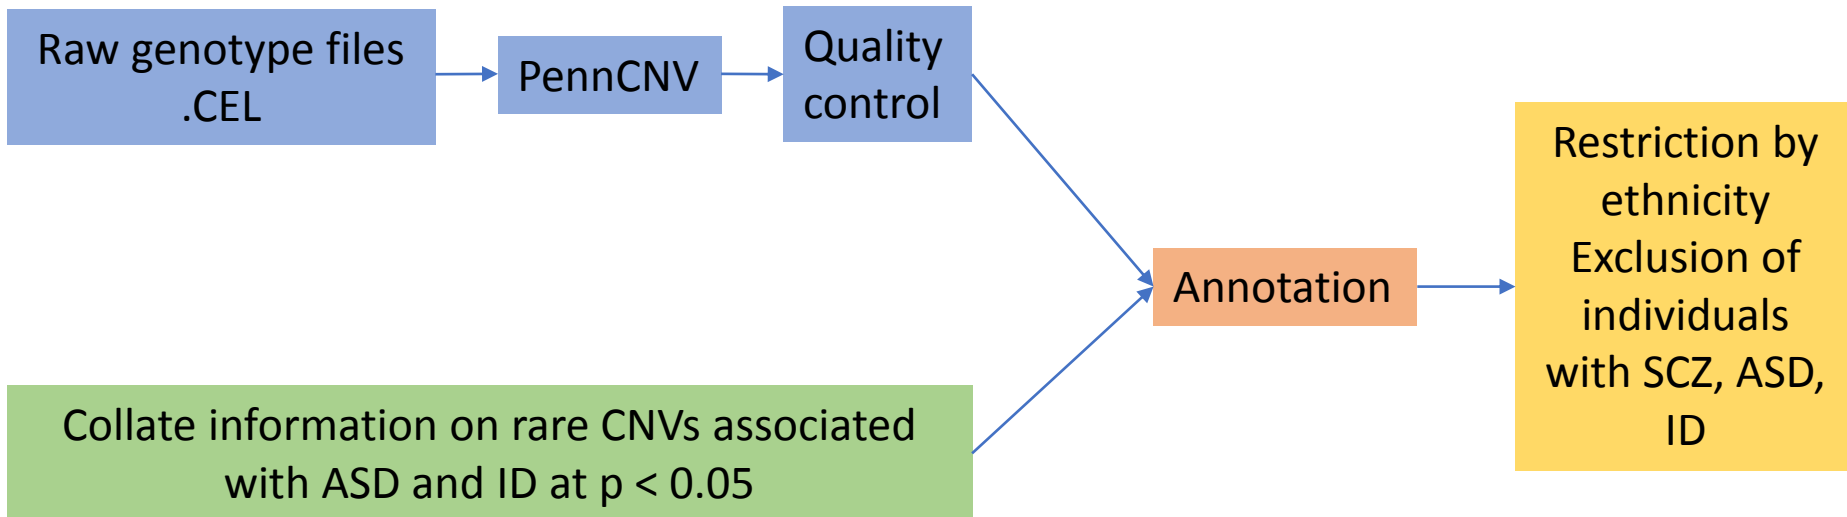 Raw genotype files
.CEL
PennCNV
Quality
control
Restriction by
ethnicity
Exclusion of
individuals
with SCZ, ASD,
ID
Annotation
Collate information on rare CNVs associated
with ASD and ID at p < 0.05